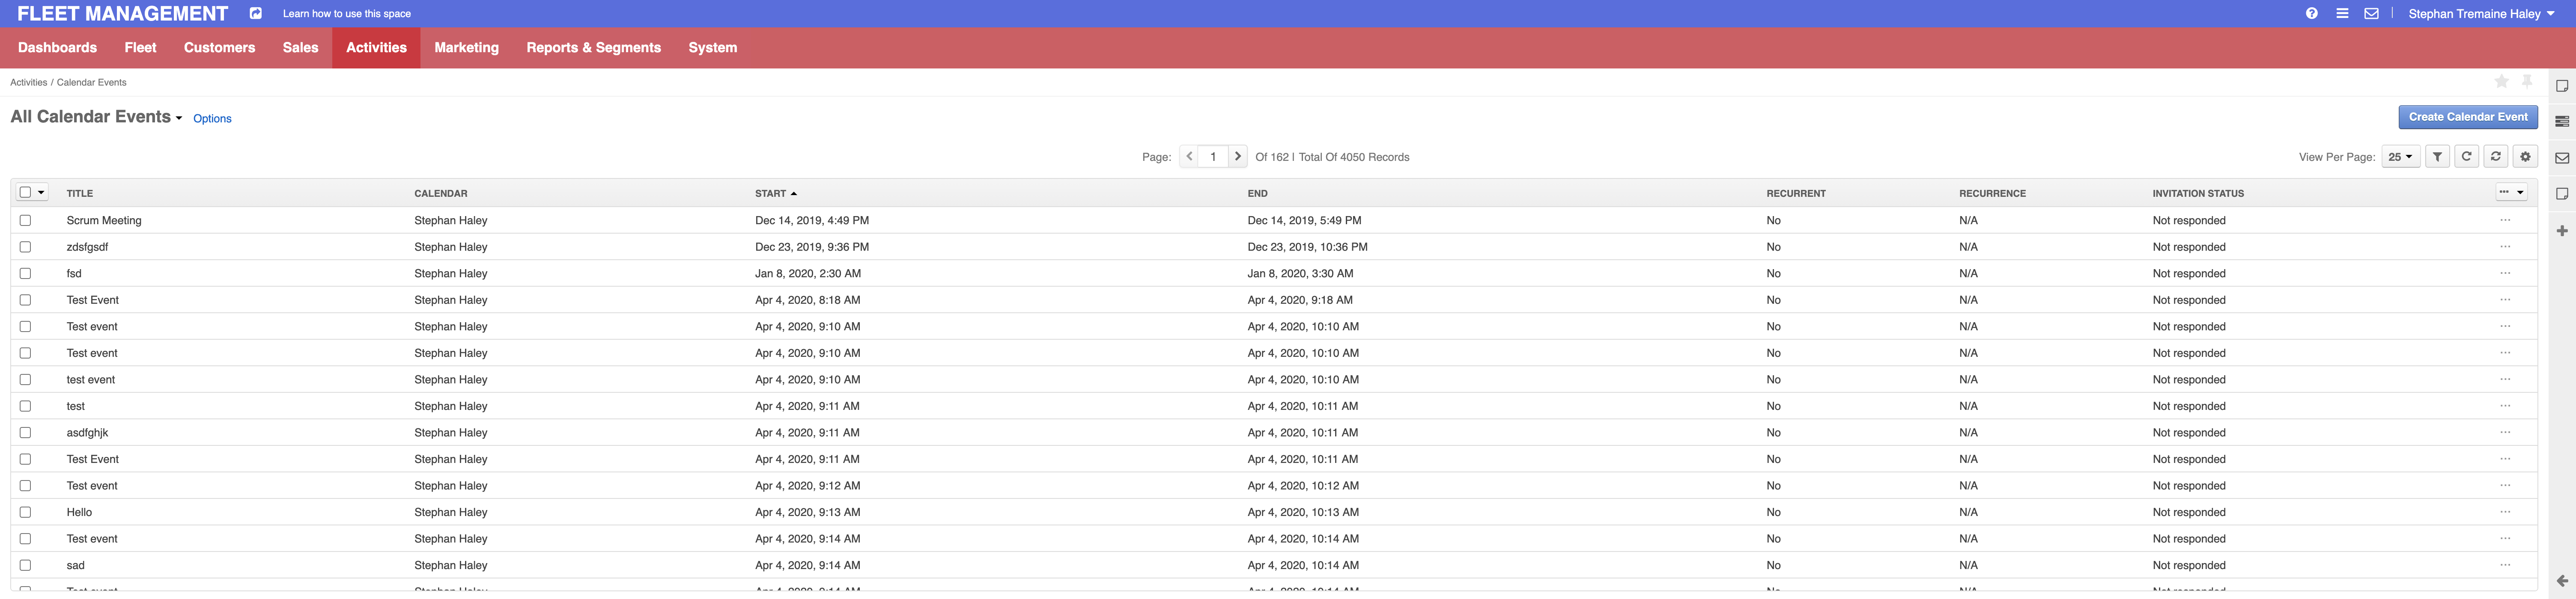 FLEET MANAGEMENT Learn how to use this space Stephan Tremaine Haley
Dashboards Fleet Customers Sales Activities Marketing Reports & Segments System
Activities / Calendar Events
All Calendar Events Options Create Calendar Event
Page: 1 Of 162 | Total Of 4050 Records View Per Page: 25
TITLE CALENDAR START END RECURRENT RECURRENCE INVITATION STATUS
Scrum Meeting Stephan Haley Dec 14, 2019, 4:49 PM Dec 14, 2019, 5:49 PM No N/A Not responded
zdsfgsdf Stephan Haley Dec 23, 2019, 9:36 PM Dec 23, 2019, 10:36 PM No N/A Not responded
fsd Stephan Haley Jan 8, 2020, 2:30 AM Jan 8, 2020, 3:30 AM No N/A Not responded
Test Event Stephan Haley Apr 4, 2020, 8:18 AM Apr 4, 2020, 9:18 AM No N/A Not responded
Test event Stephan Haley Apr 4, 2020, 9:10 AM Apr 4, 2020, 10:10 AM No N/A Not responded
Test event Stephan Haley Apr 4, 2020, 9:10 AM Apr 4, 2020, 10:10 AM No N/A Not responded
test event Stephan Haley Apr 4, 2020, 9:10 AM Apr 4, 2020, 10:10 AM No N/A Not responded
test Stephan Haley Apr 4, 2020, 9:11 AM Apr 4, 2020, 10:11 AM No N/A Not responded
asdfghjk Stephan Haley Apr 4, 2020, 9:11 AM Apr 4, 2020, 10:11 AM No N/A Not responded
Test Event Stephan Haley Apr 4, 2020, 9:11 AM Apr 4, 2020, 10:11 AM No N/A Not responded
Test event Stephan Haley Apr 4, 2020, 9:12 AM Apr 4, 2020, 10:12 AM No N/A Not responded
Hello Stephan Haley Apr 4, 2020, 9:13 AM Apr 4, 2020, 10:13 AM No N/A Not responded
Test event Stephan Haley Apr 4, 2020, 9:14 AM Apr 4, 2020, 10:14 AM No N/A Not responded
sad Stephan Haley Apr 4, 2020, 9:14 AM Apr 4, 2020, 10:14 AM No N/A Not responded